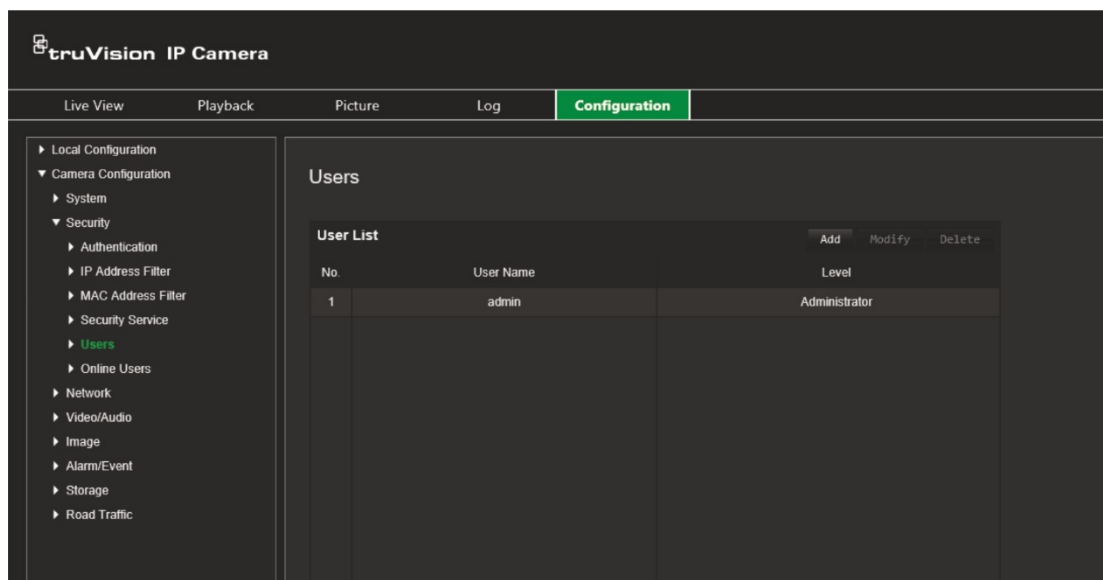 truVision IP Camera
Live View Playback Picture Log Configuration
Local Configuration
Camera Configuration
System
Security
Authentication
IP Address Filter
MAC Address Filter
Security Service
Users
Online Users
Network
Video/Audio
Image
Alarm/Event
Storage
Road Traffic
Users
User List Add Modify Delete
No. User Name Level
1 admin Administrator